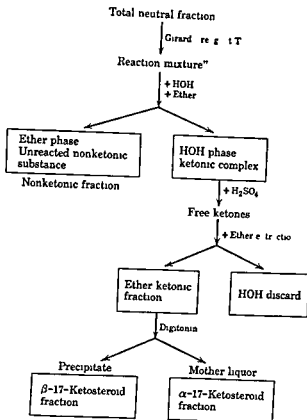 Total neutral fraction
T
Reaction mixture"
+ HOH
+ Ether
Ether phase
Unreacted nonketonic
substance
Nonketonic fraction
HOH phase
ketonic complex
+ H₂SO₄
Free ketones
+ Ether
Ether ketonic
fraction
HOH discard
Digitonin
Precipitate
β-17-Ketosteroid
fraction
Mother liquor
α-17-Ketosteroid
fraction